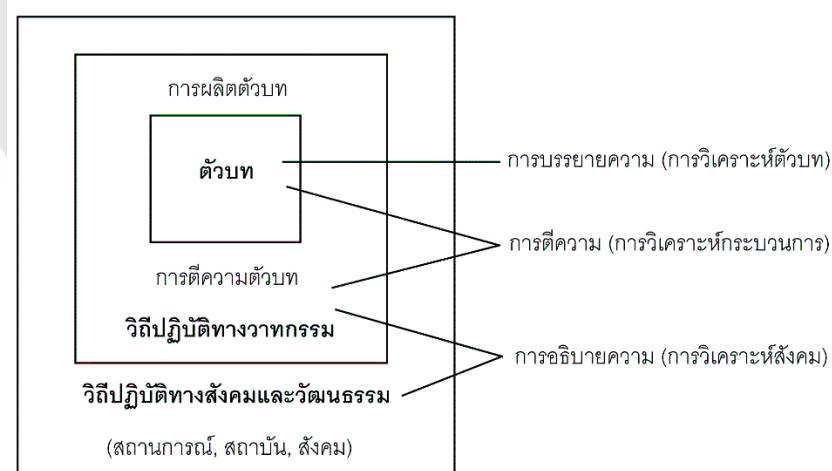 การผลิตตัวบท
ตัวบท
การบรรยายความ (การวิเคราะห์ตัวบท)
การตีความ (การวิเคราะห์กระบวนการ)
การตีความตัวบท
วิถีปฏิบัติทางวาทกรรม
การอธิบายความ (การวิเคราะห์สังคม)
วิถีปฏิบัติทางสังคมและวัฒนธรรม
(สถานการณ์, สถาบัน, สังคม)